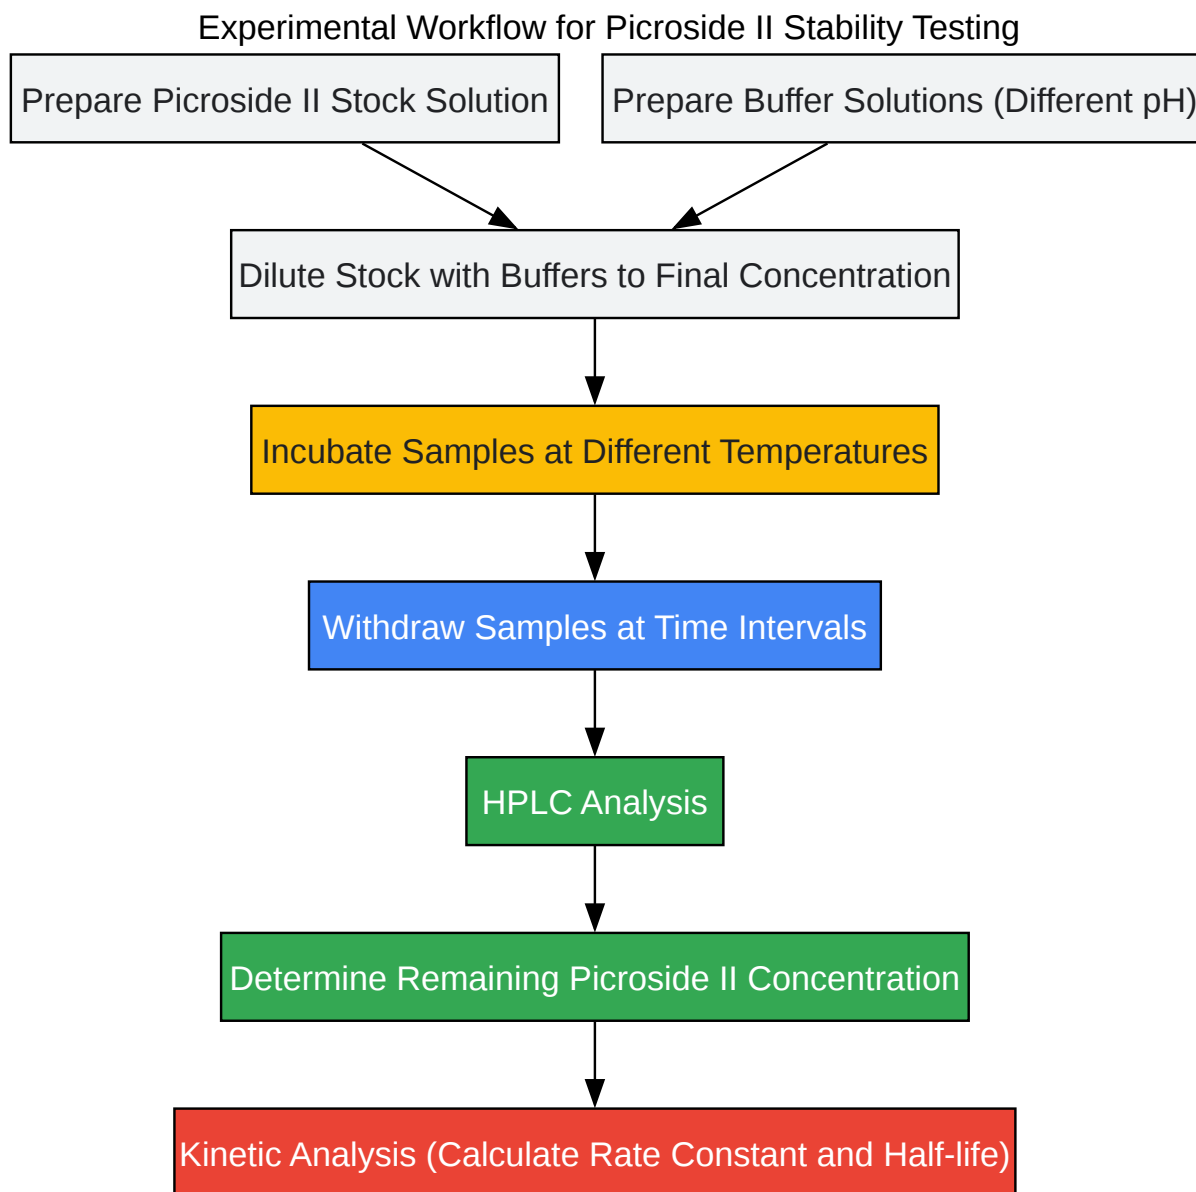 Experimental Workflow for Picroside II Stability Testing
Prepare Picroside II Stock Solution
Prepare Buffer Solutions (Different pH)
Dilute Stock with Buffers to Final Concentration
Incubate Samples at Different Temperatures
Withdraw Samples at Time Intervals
HPLC Analysis
Determine Remaining Picroside II Concentration
Kinetic Analysis (Calculate Rate Constant and Half-life)